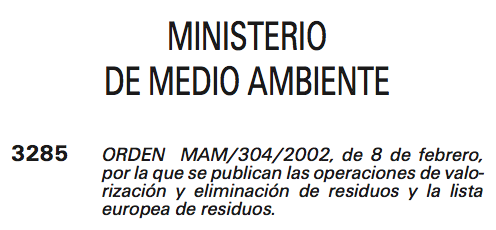 MINISTERIO
DE MEDIO AMBIENTE
3285 ORDEN MAM/304/2002, de 8 de febrero,
por la que se publican las operaciones de valo-
rización y eliminación de residuos y la lista
europea de residuos.